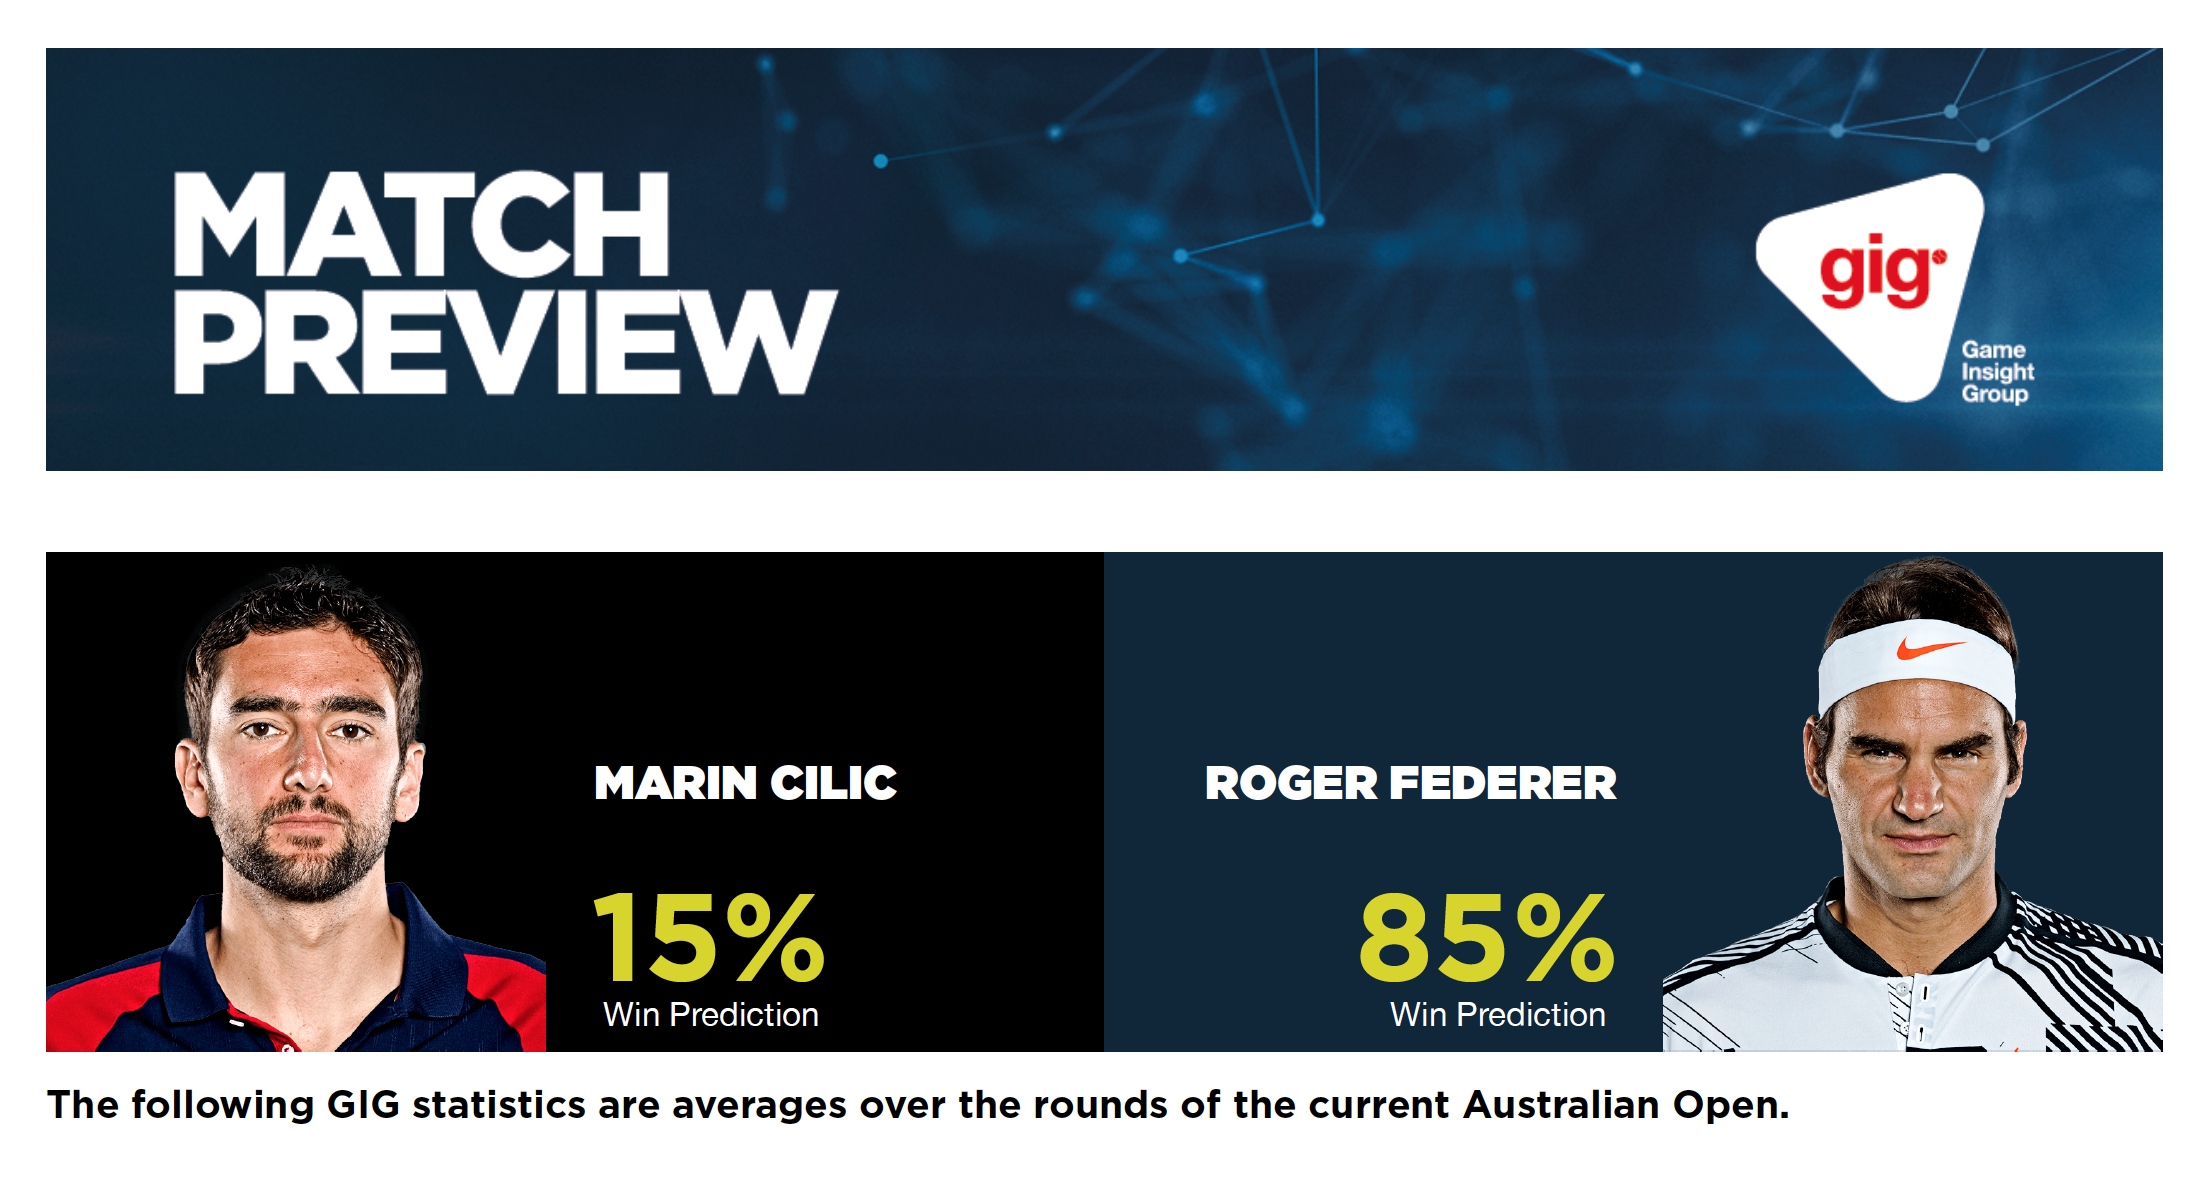 MATCH
PREVIEW
gig
Game
Insight
Group
MARIN CILIC
15%
Win Prediction
ROGER FEDERER
85%
Win Prediction
The following GIG statistics are averages over the rounds of the current Australian Open.